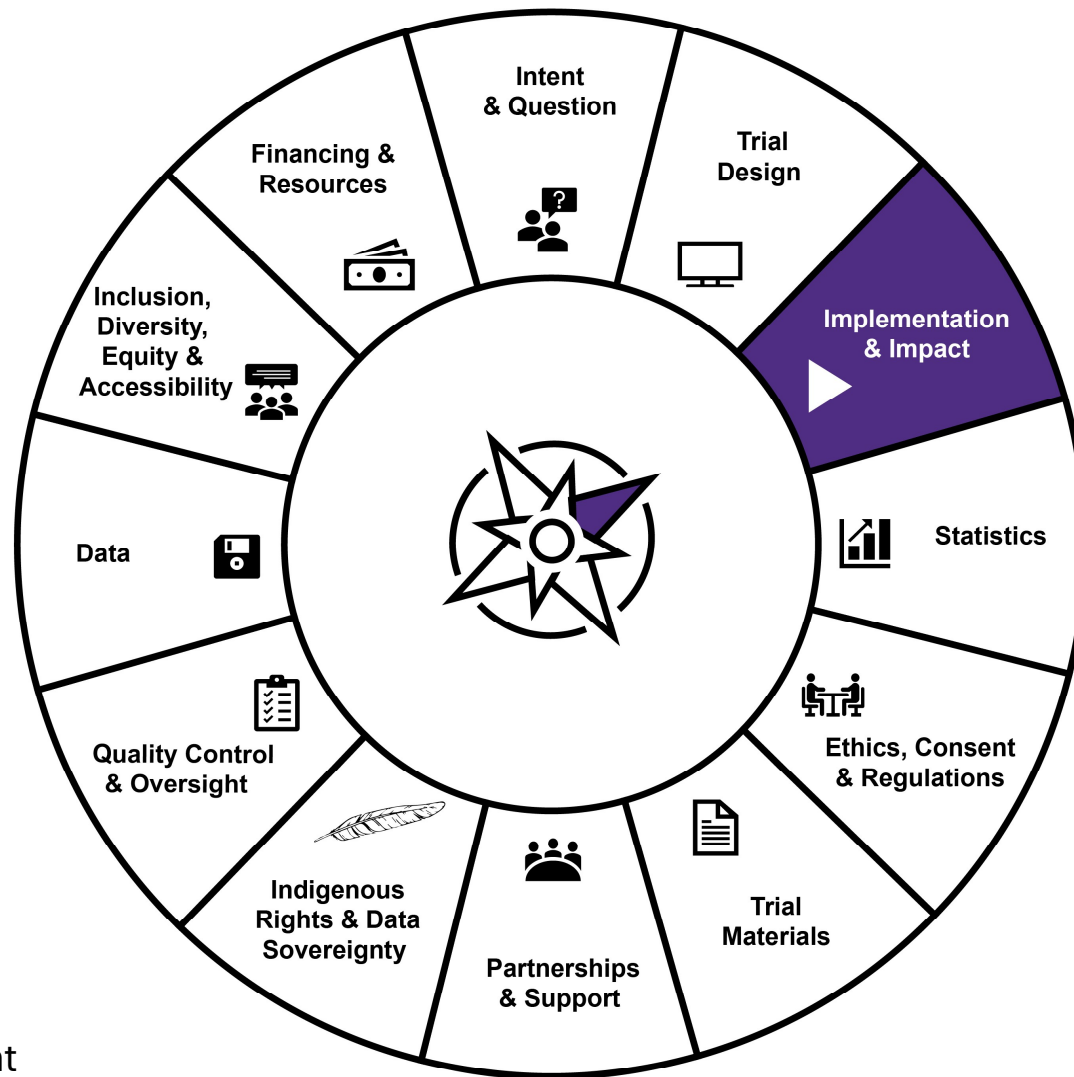 Intent
& Question
Trial
Design
Implementation
& Impact
Statistics
Ethics, Consent
& Regulations
Trial
Materials
Partnerships
& Support
Indigenous
Rights & Data
Sovereignty
Quality Control
& Oversight
Data
Inclusion,
Diversity,
Equity &
Accessibility
Financing &
Resources
?